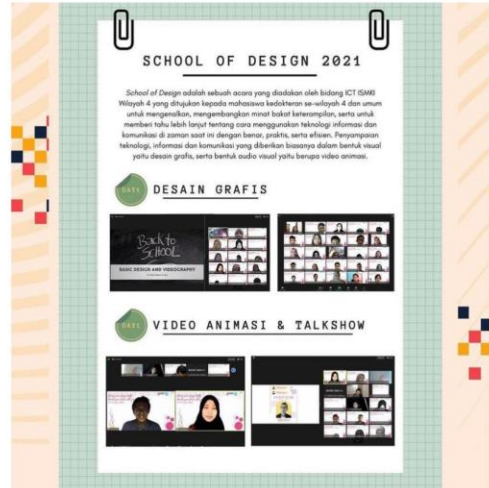 SCHOOL OF DESIGN 2021
School of Design adalah sebuah acara yang diadakan oleh bidang ICT ISMKI
Wilayah 4 yang ditujukan kepada mahasiswa kedokteran se-wilayah 4 dan umum
untuk mengenalkan, mengembangkan minat bakat keterampilan, serta untuk
memberi tahu lebih lanjut tentang cara menggunakan teknologi informasi dan
komunikasi di zaman saat ini dengan benar, praktis, serta efisien. Penyampaian
teknologi, informasi dan komunikasi yang diberikan biasanya dalam bentuk visual
yaitu desain grafis, serta bentuk audio visual yaitu berupa video animasi.
DAY 1
DESAIN GRAFIS
Back to
SCHOOL
BASIC DESIGN AND VIDEOGRAPHY
VIDEO ANIMASI & TALKSHOW